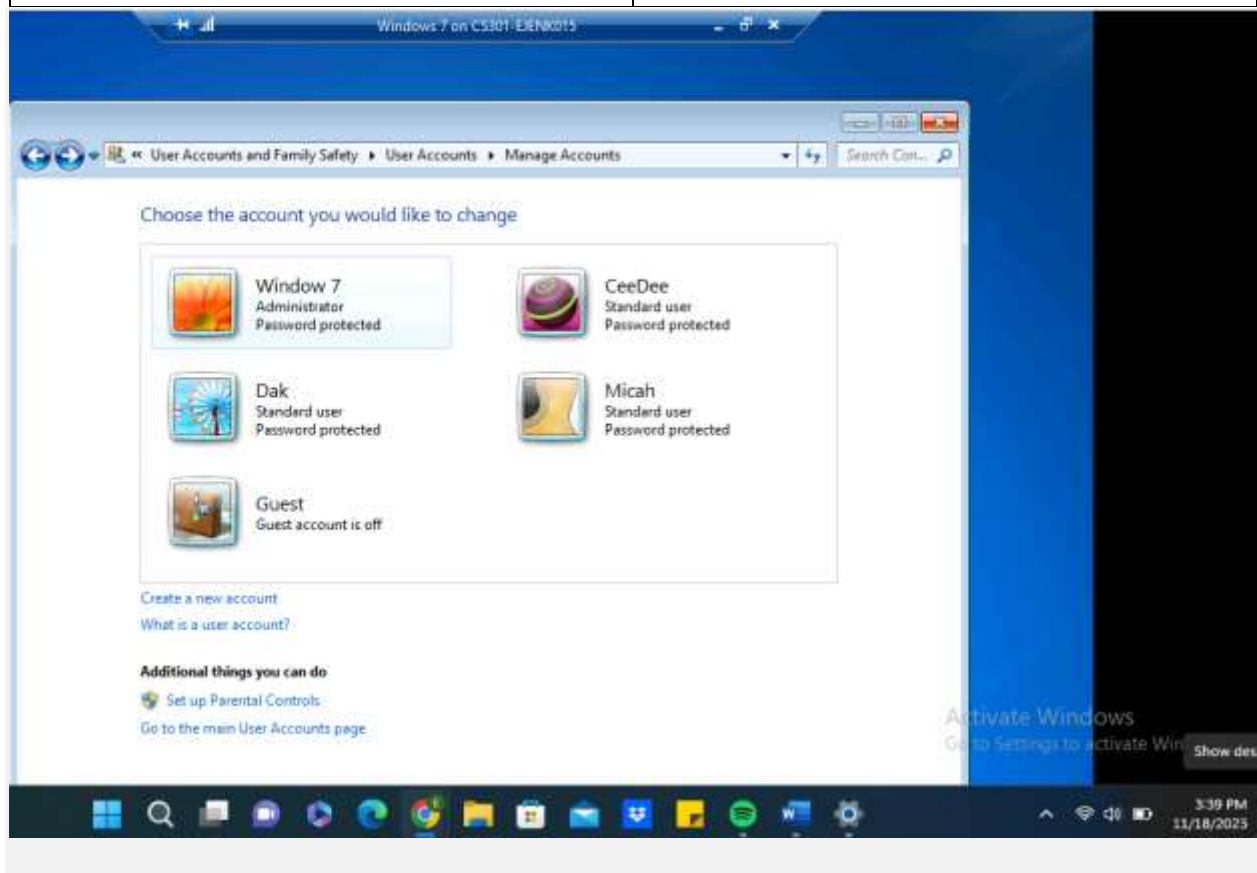 Windows 7 on CS301-EJENK015
« User Accounts and Family Safety ▸ User Accounts ▸ Manage Accounts
Search Con...
Choose the account you would like to change
Window 7
Administrator
Password protected
CeeDee
Standard user
Password protected
Dak
Standard user
Password protected
Micah
Standard user
Password protected
Guest
Guest account is off
Create a new account
What is a user account?
Additional things you can do
Set up Parental Controls
Go to the main User Accounts page
Activate Windows
Go to Settings to activate Win
Show des
3:39 PM
11/18/2023